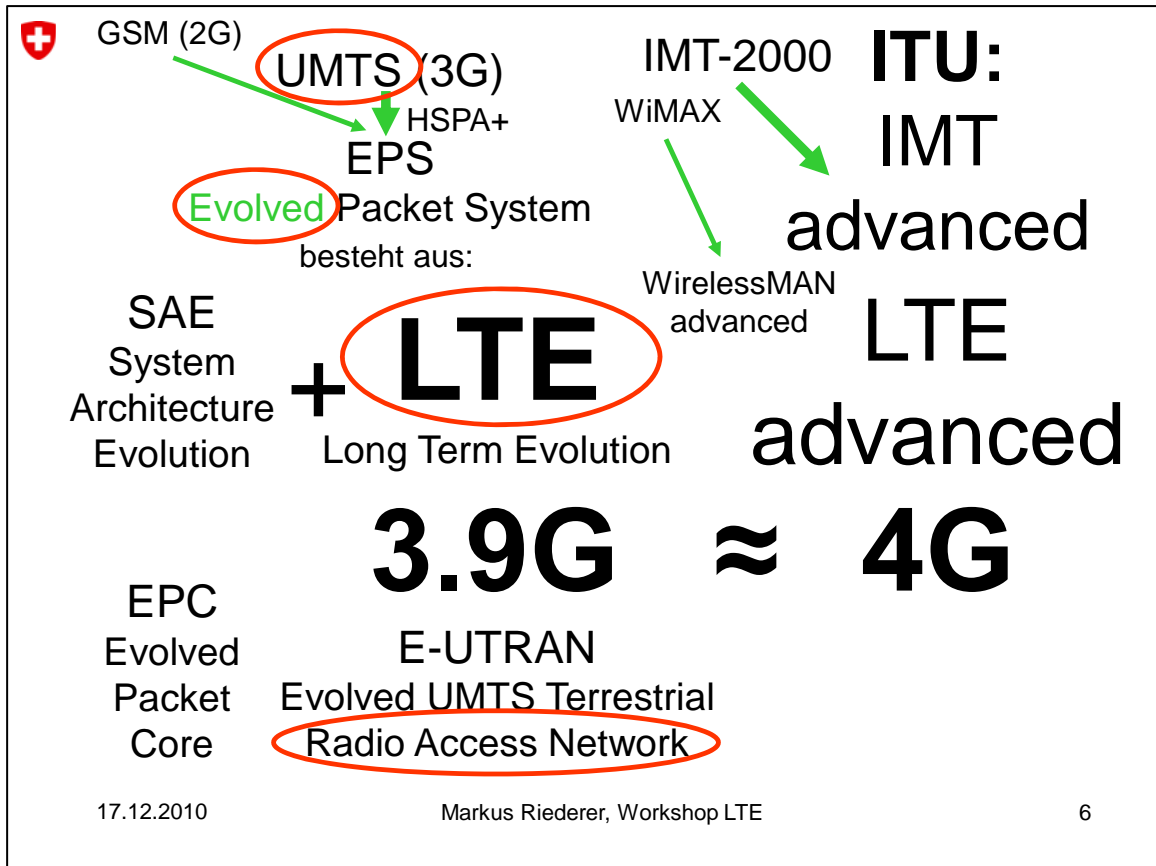 GSM (2G)
UMTS (3G)
HSPA+
EPS
Evolved Packet System
besteht aus:
IMT-2000
WiMAX
WirelessMAN
advanced
ITU:
IMT
advanced
LTE
advanced
SAE
System
Architecture
Evolution
+
LTE
Long Term Evolution
3.9G ≈ 4G
EPC
Evolved
Packet
Core
E-UTRAN
Evolved UMTS Terrestrial
Radio Access Network
17.12.2010 Markus Riederer, Workshop LTE 6